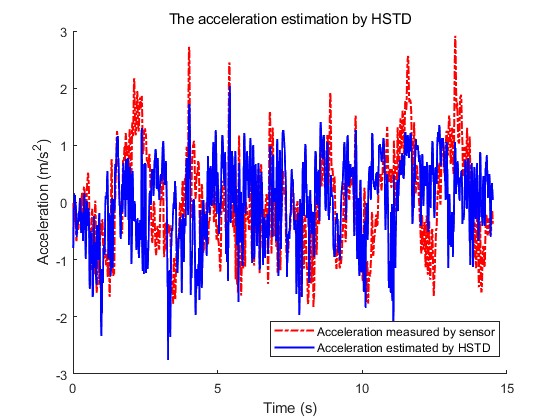 The acceleration estimation by HSTD
3
2
1
0
-1
-2
-3
Acceleration (m/s²)
Acceleration measured by sensor
Acceleration estimated by HSTD
0
5
10
15
Time (s)